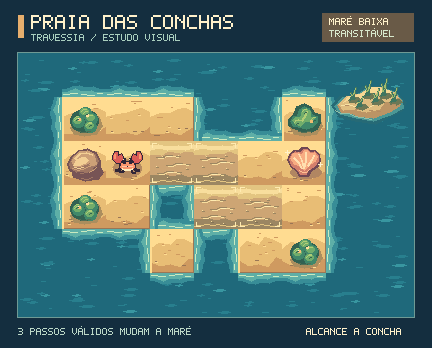 PRAIA DAS CONCHAS
TRAVESSIA / ESTUDO VISUAL
MARÉ BAIXA
TRANSITÁVEL
3 PASSOS VÁLIDOS MUDAM A MARÉ
ALCANCE A CONCHA